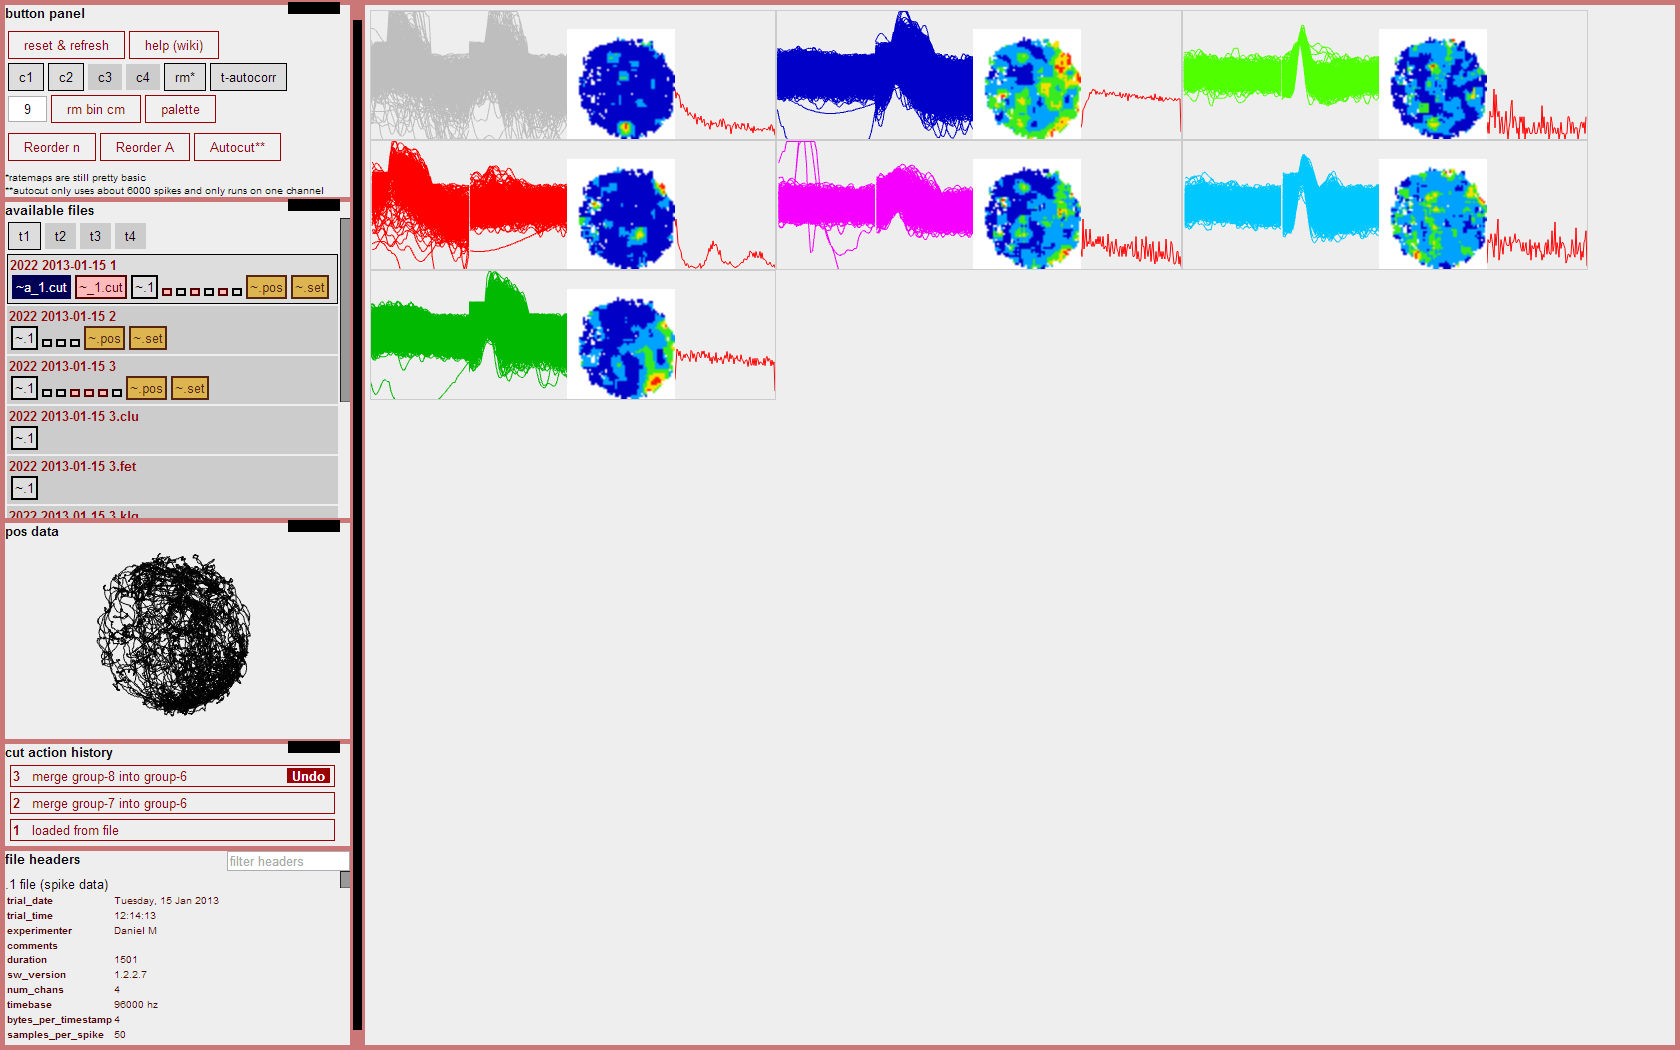 button panel
reset & refresh help (wiki)
c1 c2 c3 c4 rm* t-autocorr
9 rm bin cm palette
Reorder n Reorder A Autocut**
*ratemaps are still pretty basic
**autocut only uses about 6000 spikes and only runs on one channel
available files
t1 t2 t3 t4
2022 2013-01-15 1
~a_1.cut ~_1.cut ~.1 ~.pos ~.set
2022 2013-01-15 2
~.1 ~.pos ~.set
2022 2013-01-15 3
~.1 ~.pos ~.set
2022 2013-01-15 3.clu
~.1
2022 2013-01-15 3.fet
~.1
2022 2013-01-15 3.klg
pos data
cut action history
3 merge group-8 into group-6 Undo
2 merge group-7 into group-6
1 loaded from file
file headers filter headers
.1 file (spike data)
trial_date Tuesday, 15 Jan 2013
trial_time 12:14:13
experimenter Daniel M
comments
duration 1501
sw_version 1.2.2.7
num_chans 4
timebase 96000 hz
bytes_per_timestamp 4
samples_per_spike 50